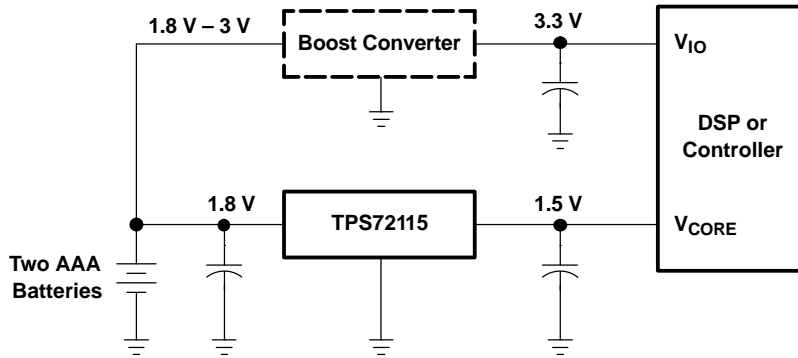 1.8 V – 3 V
Boost Converter
3.3 V
VIO
DSP or
Controller
1.8 V
TPS72115
1.5 V
VCORE
Two AAA
Batteries